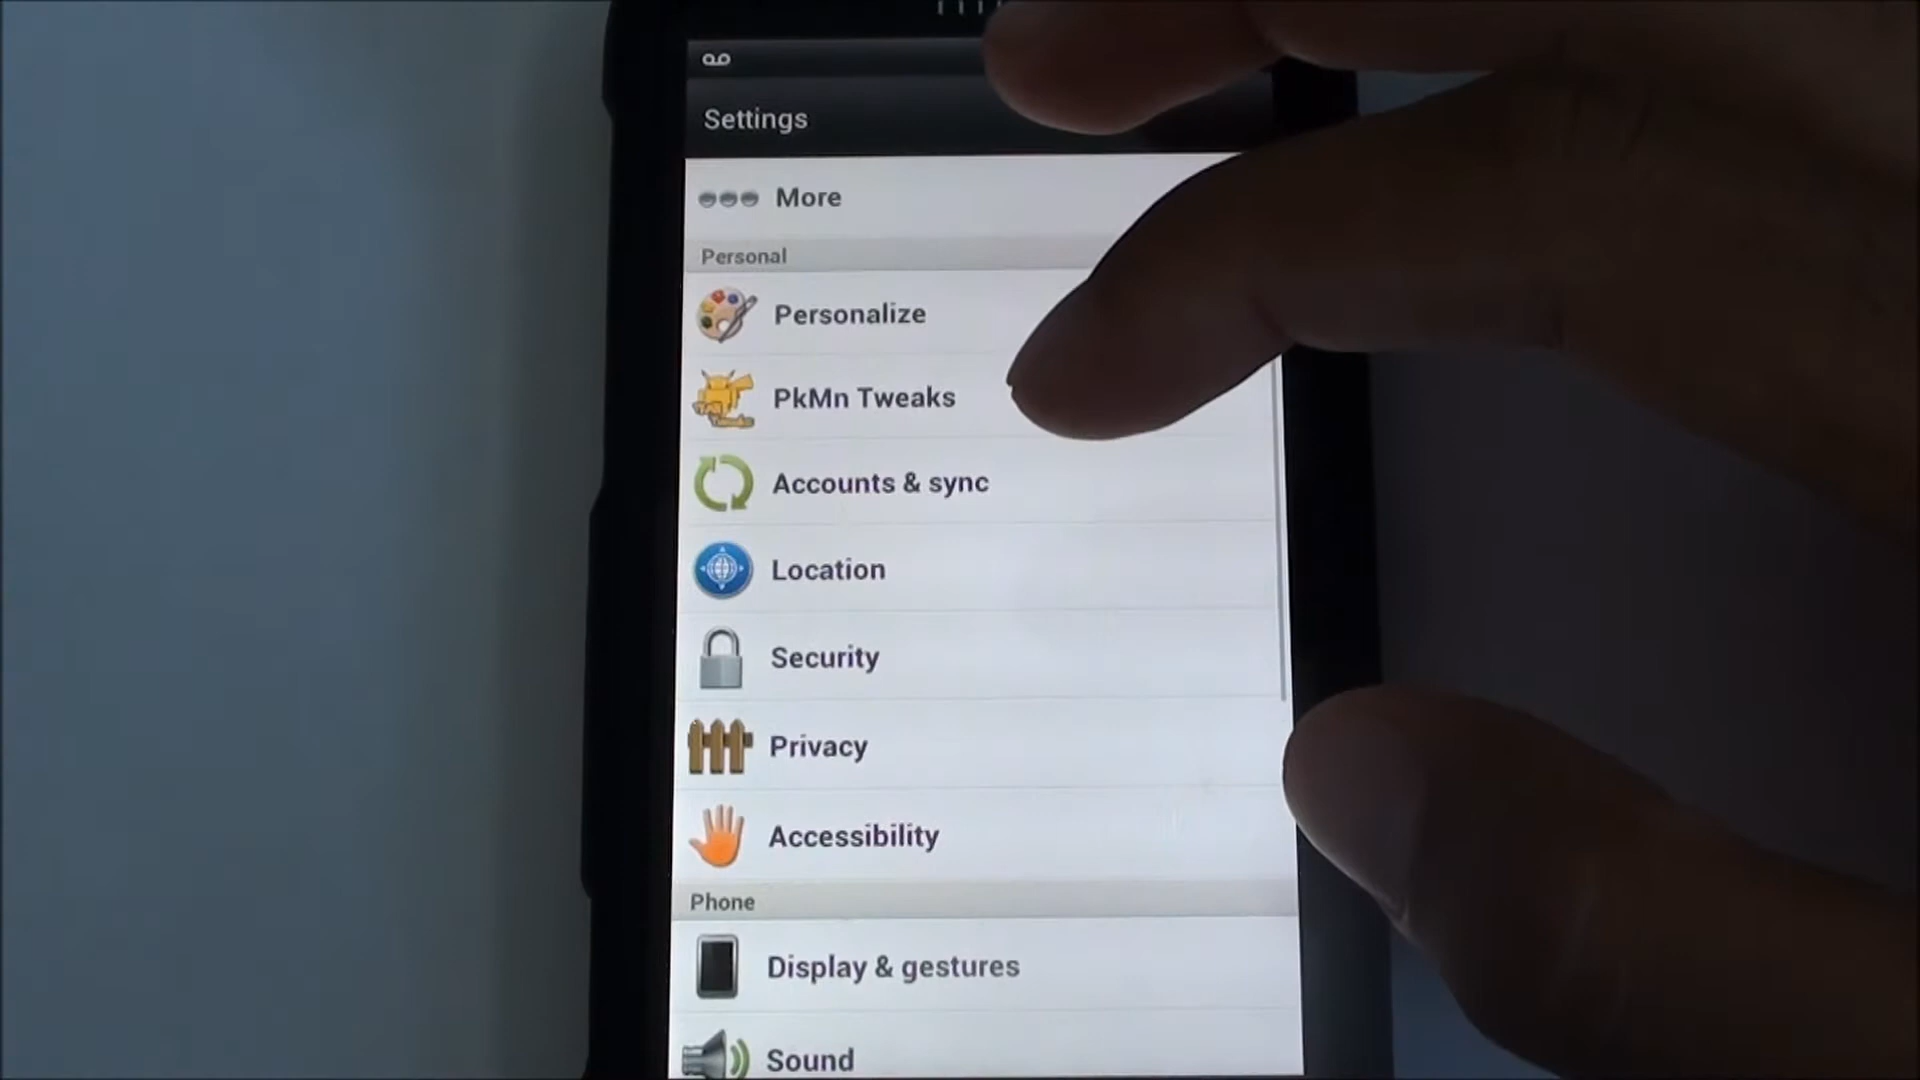 Settings
More
Personal
Personalize
PkMn Tweaks
Accounts & sync
Location
Security
Privacy
Accessibility
Phone
Display & gestures
Sound